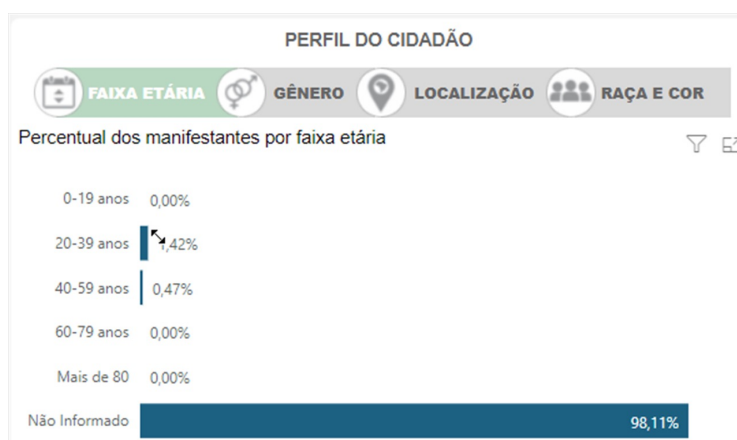 PERFIL DO CIDADÃO
FAIXA ETÁRIA GÊNERO LOCALIZAÇÃO RAÇA E COR
Percentual dos manifestantes por faixa etária
0-19 anos 0,00%
20-39 anos ,42%
40-59 anos 0,47%
60-79 anos 0,00%
Mais de 80 0,00%
Não Informado 98,11%